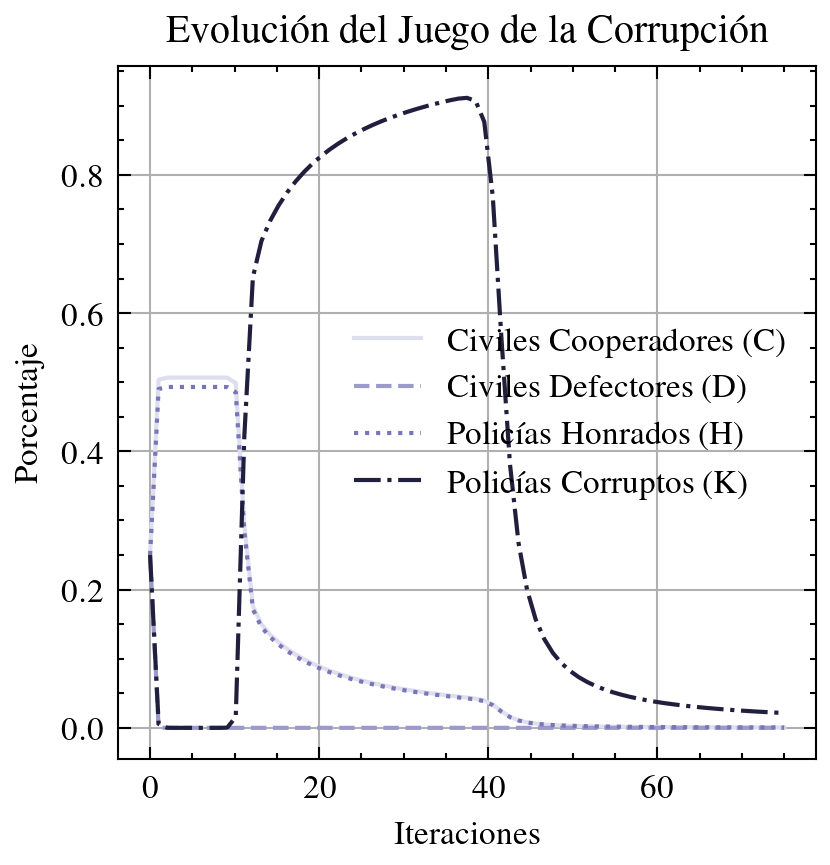 Evolución del Juego de la Corrupción
Porcentaje
0.8
0.6
0.4
0.2
0.0
Civiles Cooperadores (C)
Civiles Defectores (D)
Policías Honrados (H)
Policías Corruptos (K)
0 20 40 60
Iteraciones